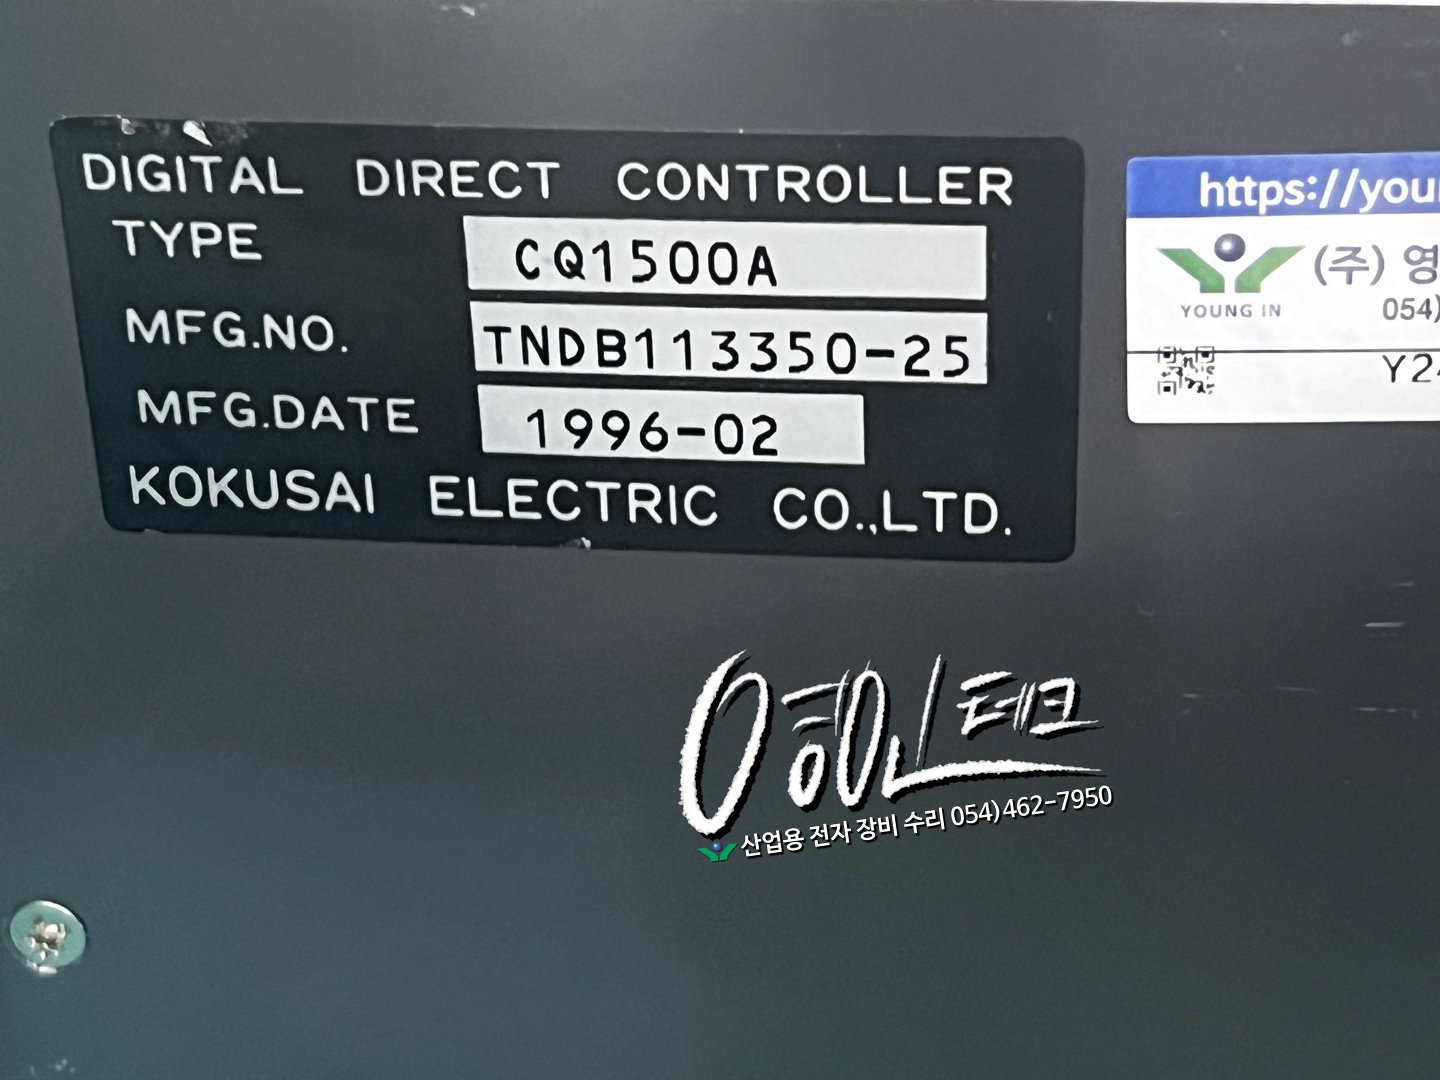 DIGITAL DIRECT CONTROLLER
TYPE CQ1500A
MFG.NO. TNDB113350-25
MFG.DATE 1996-02
KOKUSAI ELECTRIC CO.,LTD.
https://you
(주) 영
YOUNG IN
054)
Y24
영인테크
산업용 전자 장비 수리 054)462-7950